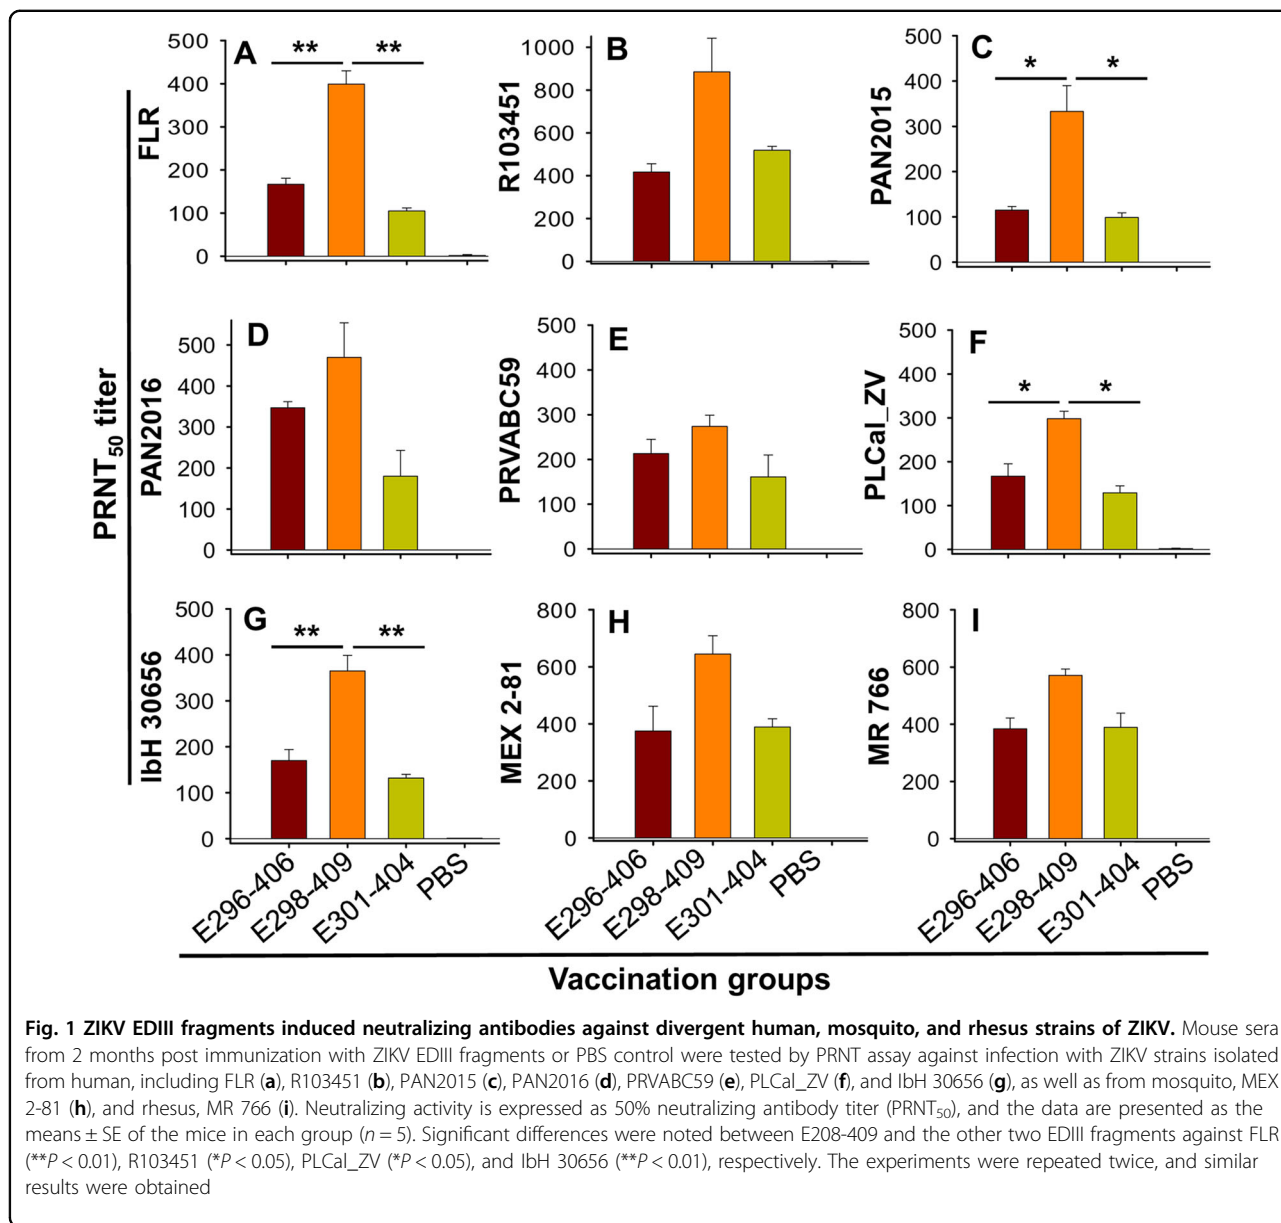 A
FLR
500
400
300
200
100
0
** **
B
R103451
1000
800
600
400
200
0
C
PAN2015
500
400
300
200
100
0
* *
PRNT50 titer
D
PAN2016
500
400
300
200
100
0
E
PRVABC59
500
400
300
200
100
0
F
PLCal_ZV
500
400
300
200
100
0
* *
G
IbH 30656
500
400
300
200
100
0
** **
H
MEX 2-81
800
600
400
200
0
I
MR 766
800
600
400
200
0
E296-406
E298-409
E301-404
PBS
E296-406
E298-409
E301-404
PBS
E296-406
E298-409
E301-404
PBS
Vaccination groups
Fig. 1 ZIKV EDIII fragments induced neutralizing antibodies against divergent human, mosquito, and rhesus strains of ZIKV. Mouse sera
from 2 months post immunization with ZIKV EDIII fragments or PBS control were tested by PRNT assay against infection with ZIKV strains isolated
from human, including FLR (a), R103451 (b), PAN2015 (c), PAN2016 (d), PRVABC59 (e), PLCal_ZV (f), and IbH 30656 (g), as well as from mosquito, MEX
2-81 (h), and rhesus, MR 766 (i). Neutralizing activity is expressed as 50% neutralizing antibody titer (PRNT50), and the data are presented as the
means ± SE of the mice in each group (n = 5). Significant differences were noted between E208-409 and the other two EDIII fragments against FLR
(**P < 0.01), R103451 (*P < 0.05), PLCal_ZV (*P < 0.05), and IbH 30656 (**P < 0.01), respectively. The experiments were repeated twice, and similar
results were obtained